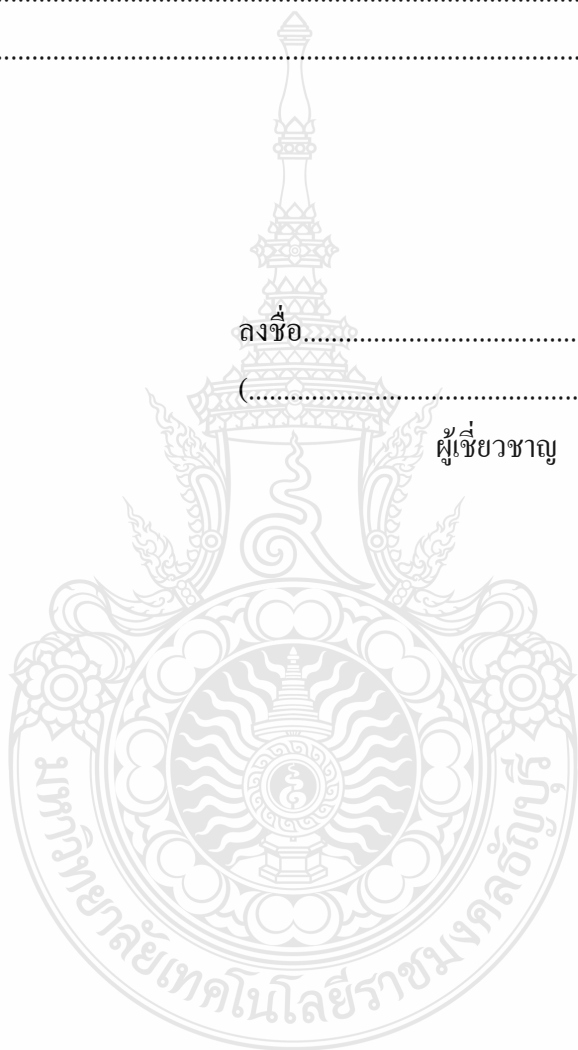 ................................................................................
................................................................................
ลงชื่อ.......................................
(...............................................
ผู้เชี่ยวชาญ
มหาวิทยาลัยเทคโนโลยีราชมงคลธัญบุรี